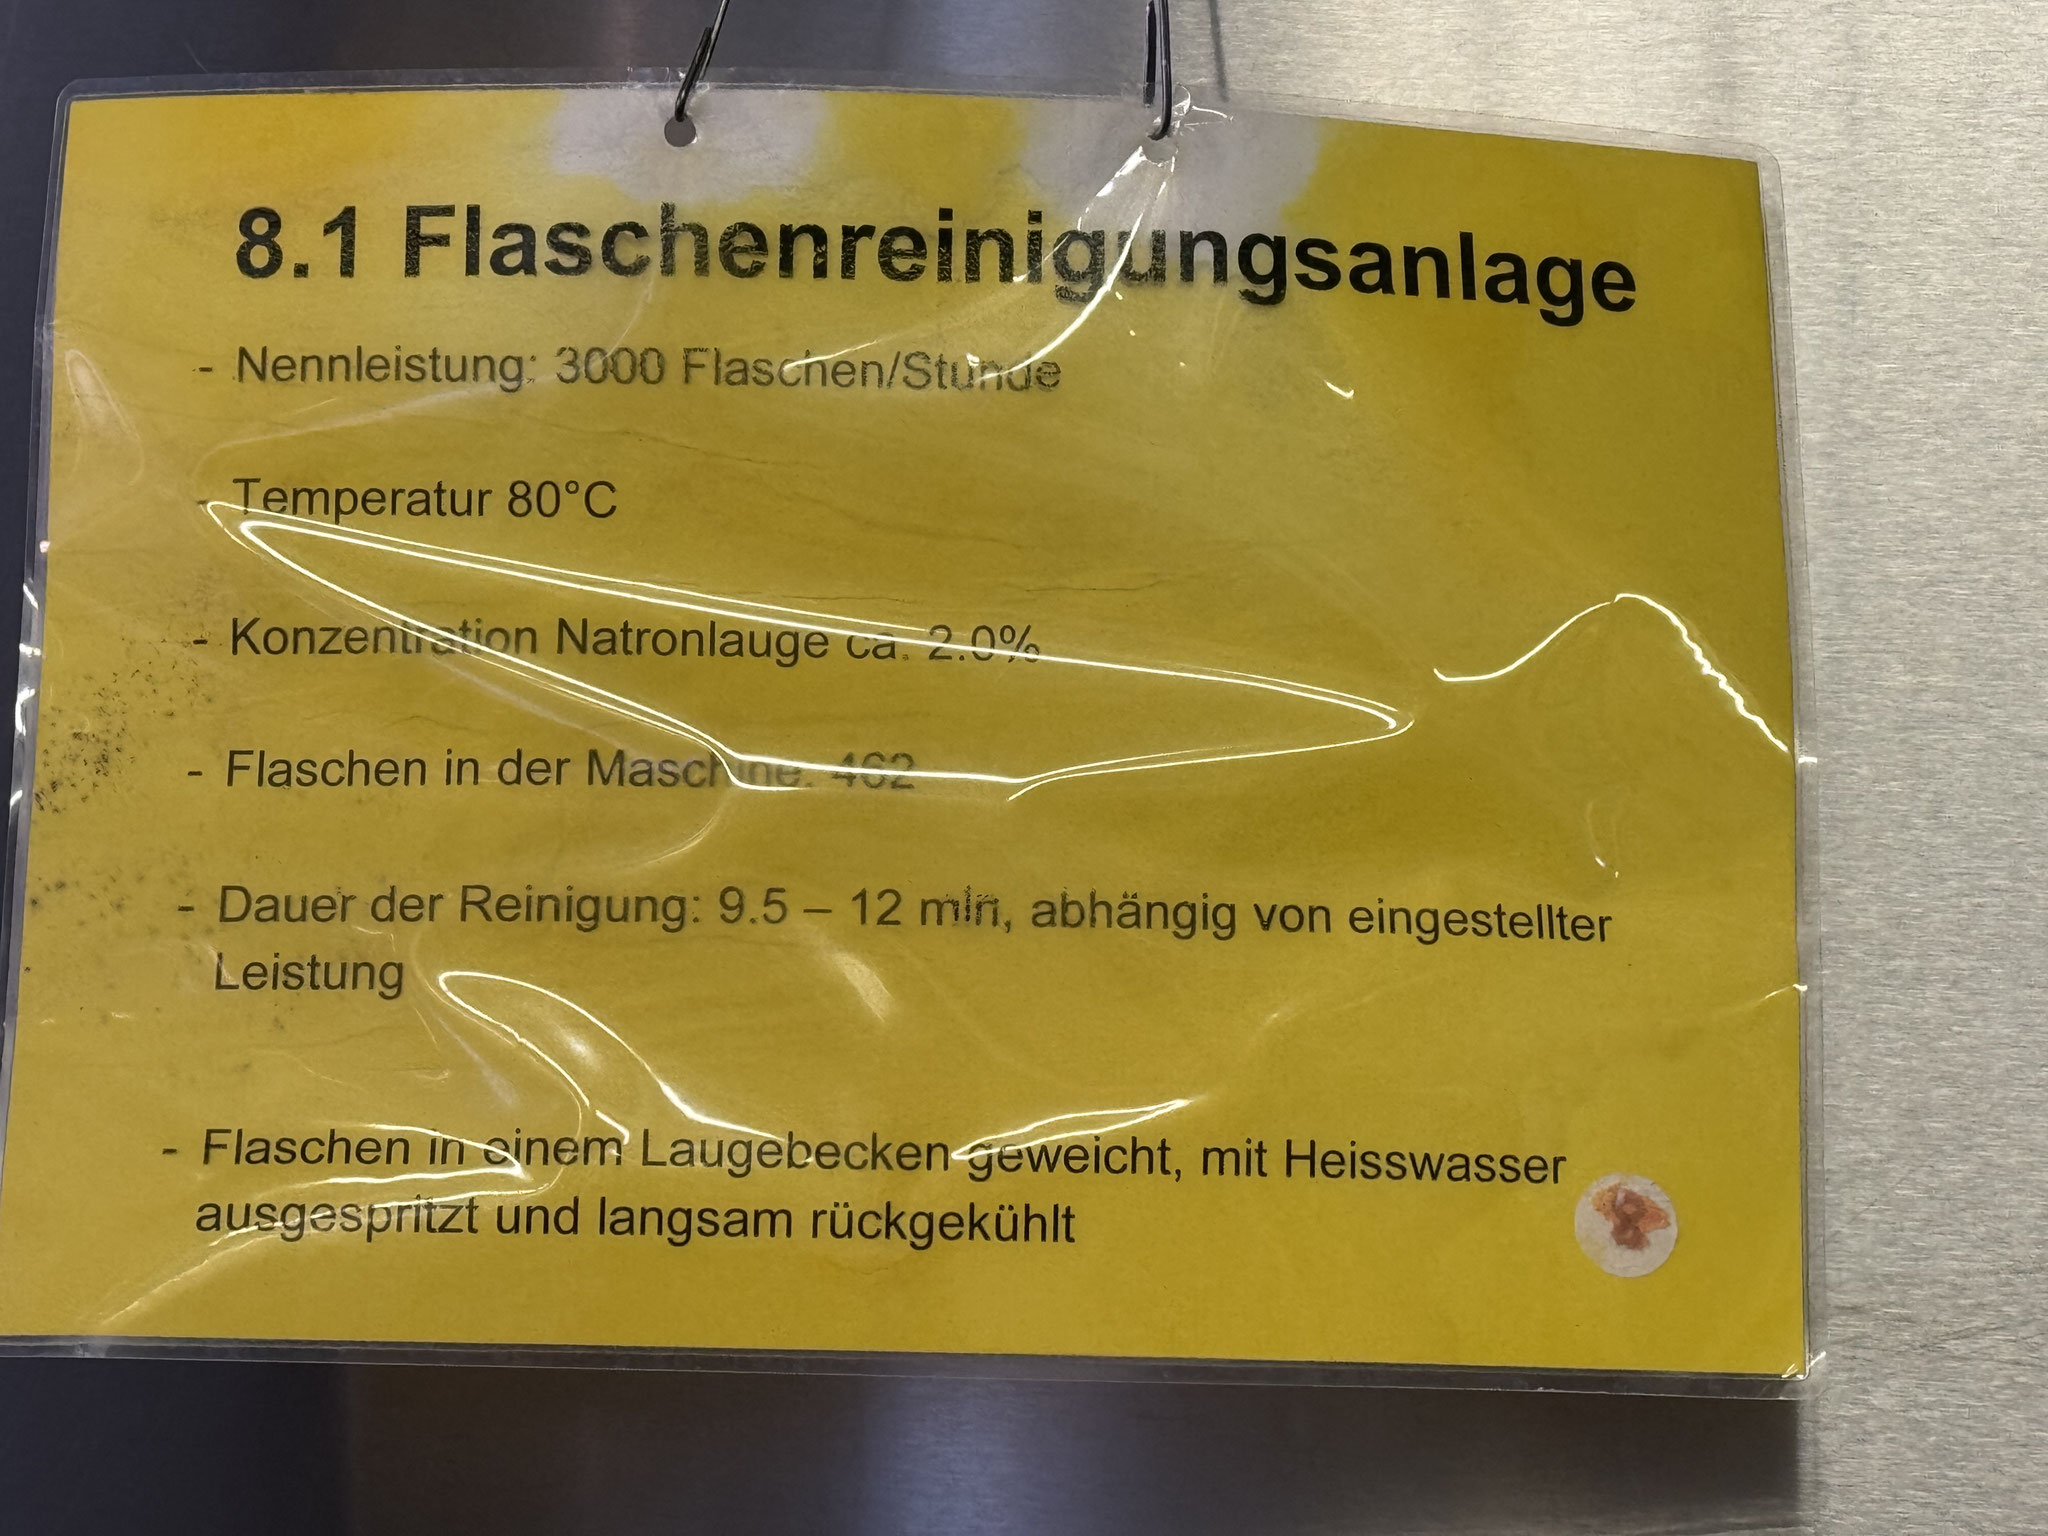 8.1 Flaschenreinigungsanlage
- Nennleistung: 3000 Flaschen/Stunde
- Temperatur 80°C
- Konzentration Natronlauge ca. 2.0%
- Flaschen in der Maschine: 462
- Dauer der Reinigung: 9.5 – 12 min, abhängig von eingestellter
Leistung
- Flaschen in einem Laugebecken geweicht, mit Heisswasser
ausgespritzt und langsam rückgekühlt